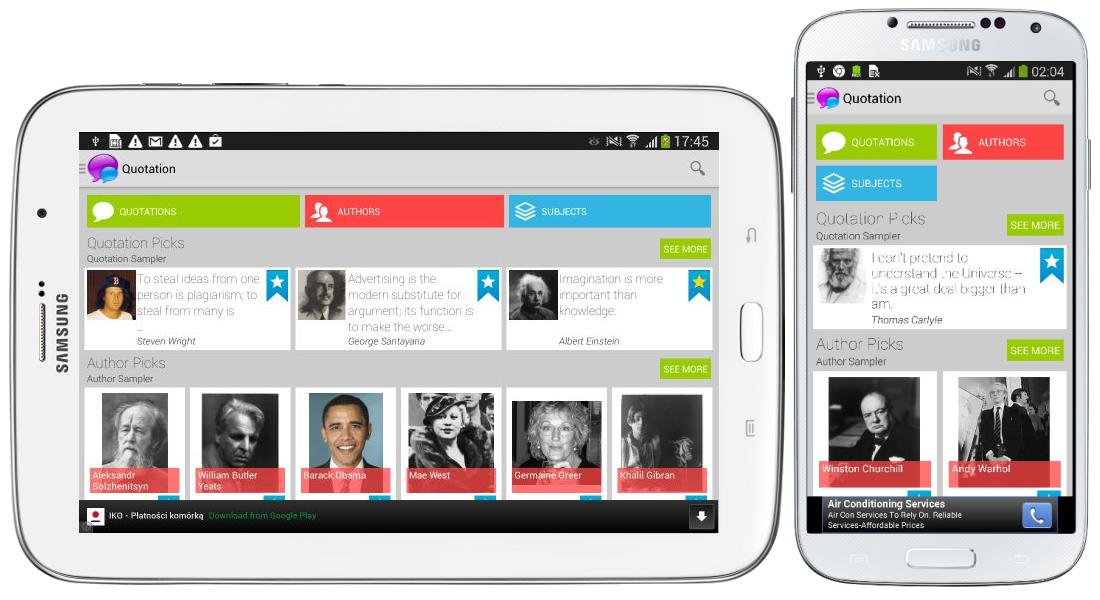 SAMSUNG
17:45
Quotation
QUOTATIONS
AUTHORS
SUBJECTS
Quotation Picks
Quotation Sampler
SEE MORE
To steal ideas from one
person is plagiarism; to
steal from many is
...
Steven Wright
Advertising is the
modern substitute for
argument; its function is
to make the worse...
George Santayana
Imagination is more
important than
knowledge.
Albert Einstein
Author Picks
Author Sampler
SEE MORE
Aleksandr
Solzhenitsyn
William Butler
Yeats
Barack Obama
Mae West
Germaine Greer
Khalil Gibran
IKO - Płatności komórką Download from Google Play
SAMSUNG
02:04
Quotation
QUOTATIONS
AUTHORS
SUBJECTS
Quotation Picks
Quotation Sampler
SEE MORE
I don't pretend to
understand the Universe --
it's a great deal bigger than
am.
Thomas Carlyle
Author Picks
Author Sampler
SEE MORE
Winston Churchill
Andy Warhol
Air Conditioning Services
Air Con Services To Rely On. Reliable
Services-Affordable Prices